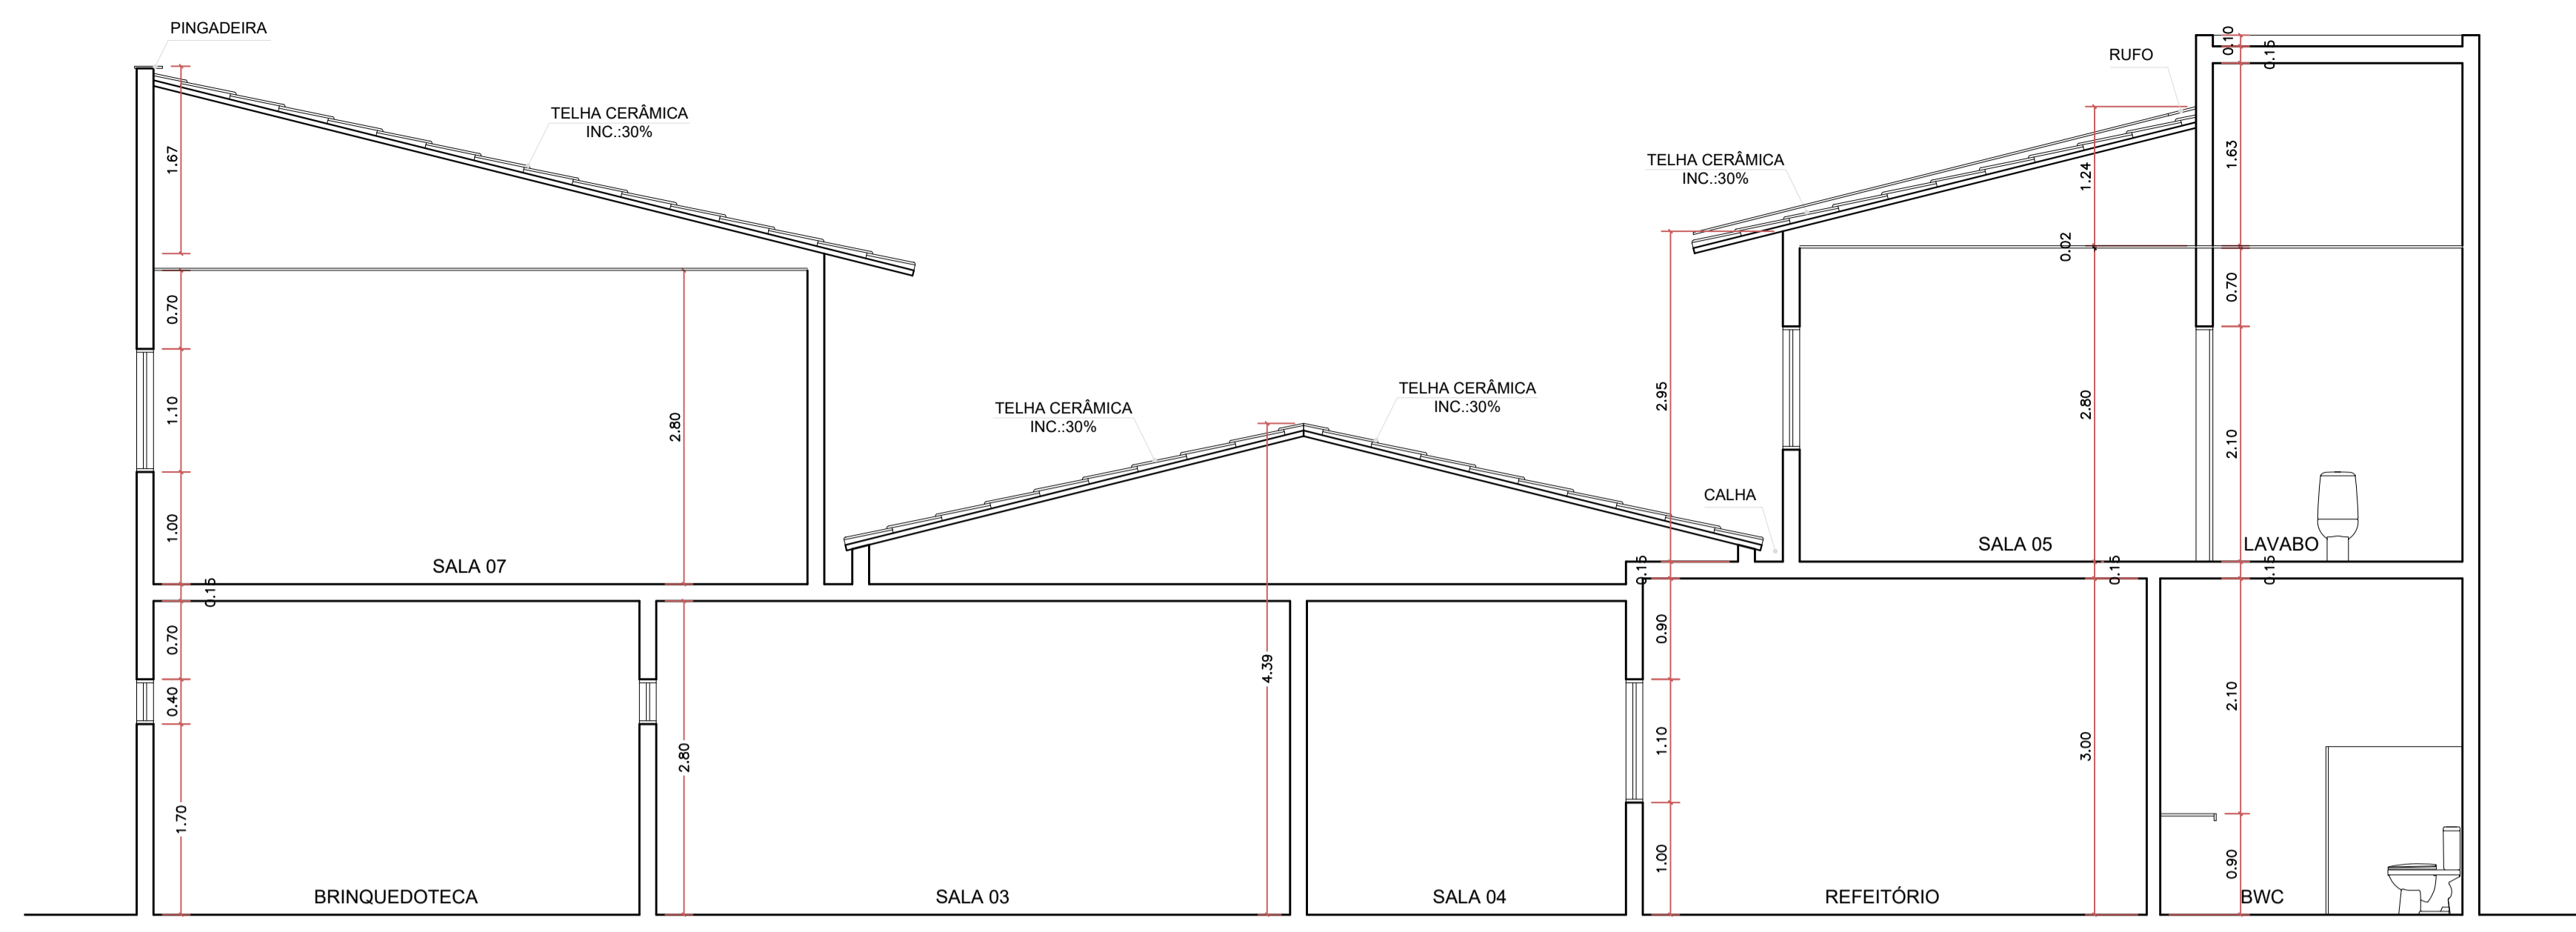 PINGADEIRA
TELHA CERÂMICA
INC.:30%
1.67
0.70
1.10
1.00
2.80
SALA 07
0.15
0.70
0.40
1.70
BRINQUEDOTECA
2.80
SALA 03
TELHA CERÂMICA
INC.:30%
TELHA CERÂMICA
INC.:30%
4.39
SALA 04
RUFO
TELHA CERÂMICA
INC.:30%
0.10
0.15
1.63
1.24
0.02
2.95
0.70
2.80
2.10
CALHA
SALA 05
LAVABO
0.15
0.15
0.15
0.90
1.10
1.00
3.00
2.10
0.90
REFEITÓRIO
BWC